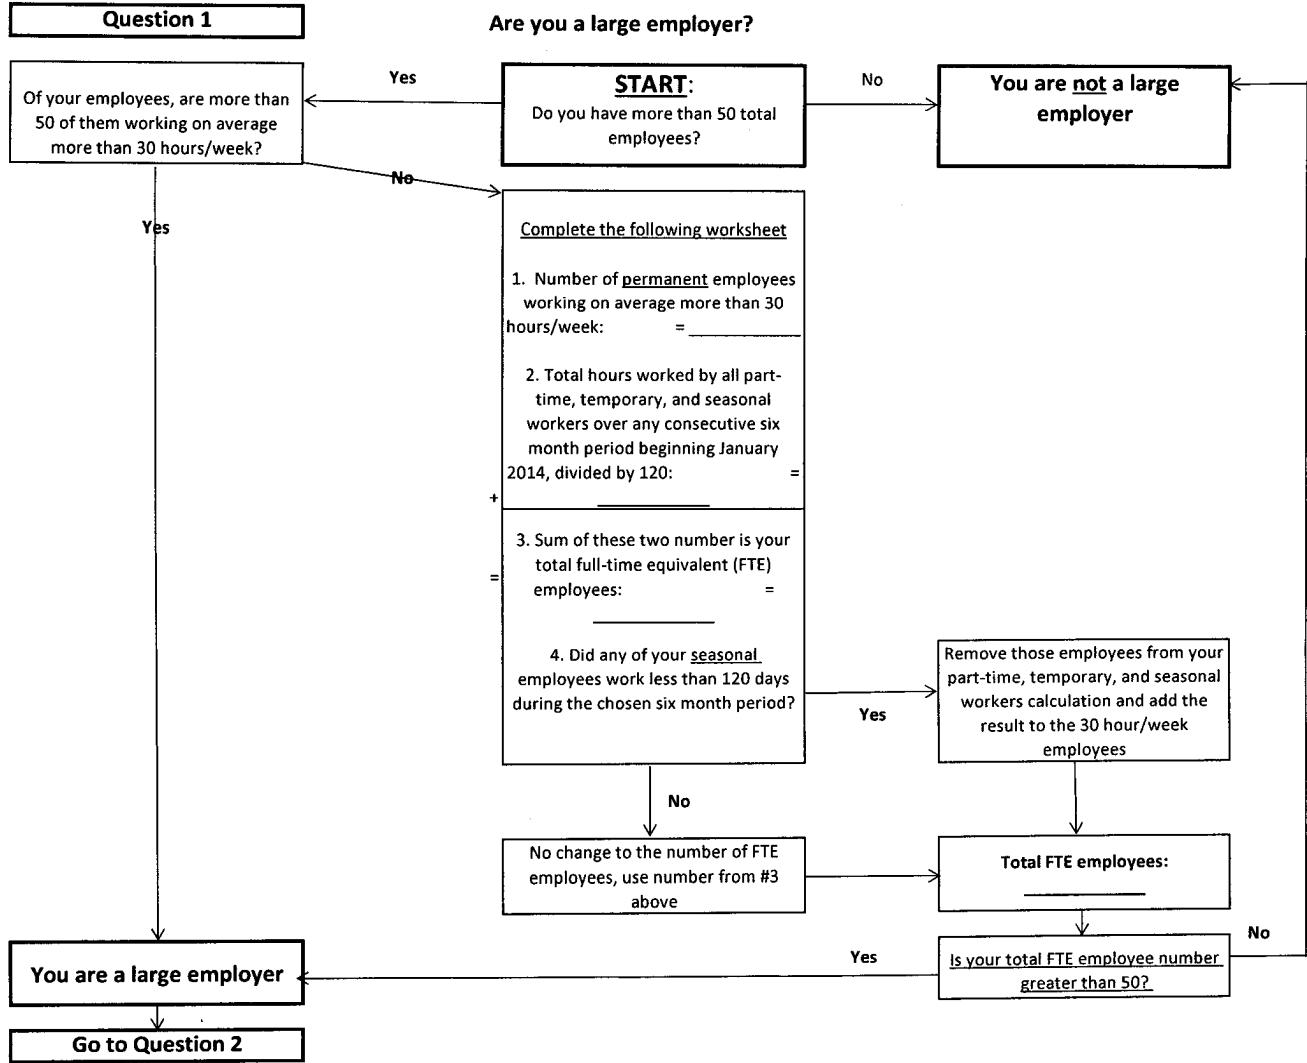 Question 1
Are you a large employer?
Of your employees, are more than
50 of them working on average
more than 30 hours/week?
Yes
START:
Do you have more than 50 total
employees?
No
You are not a large
employer
No
Yes
Complete the following worksheet
1. Number of permanent employees
working on average more than 30
hours/week: = ____________
2. Total hours worked by all part-
time, temporary, and seasonal
workers over any consecutive six
month period beginning January
2014, divided by 120: =
+ ____________
3. Sum of these two number is your
total full-time equivalent (FTE)
= employees: =
____________
4. Did any of your seasonal
employees work less than 120 days
during the chosen six month period?
Yes
Remove those employees from your
part-time, temporary, and seasonal
workers calculation and add the
result to the 30 hour/week
employees
No
No change to the number of FTE
employees, use number from #3
above
Total FTE employees:
____________
Is your total FTE employee number
greater than 50?
No
Yes
You are a large employer
Go to Question 2